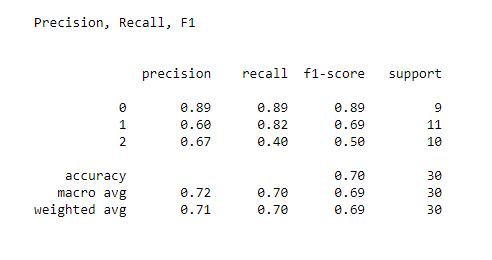 Precision, Recall, F1
precision recall f1-score support
0 0.89 0.89 0.89 9
1 0.60 0.82 0.69 11
2 0.67 0.40 0.50 10
accuracy 0.70 30
macro avg 0.72 0.70 0.69 30
weighted avg 0.71 0.70 0.69 30